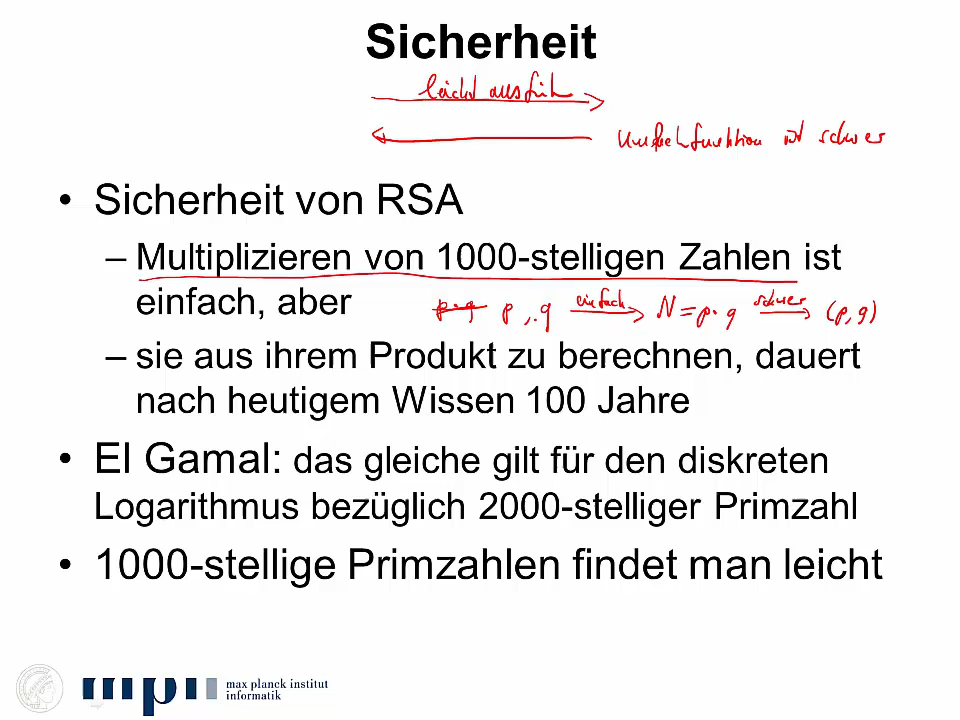 Sicherheit
leicht ausführ
Umkehrfunktion ist schwer
• Sicherheit von RSA
– Multiplizieren von 1000-stelligen Zahlen ist
einfach, aber
p·q p, q einfach N = p·q schwer (p, q)
– sie aus ihrem Produkt zu berechnen, dauert
nach heutigem Wissen 100 Jahre
• El Gamal: das gleiche gilt für den diskreten
Logarithmus bezüglich 2000-stelliger Primzahl
• 1000-stellige Primzahlen findet man leicht
max planck institut
informatik